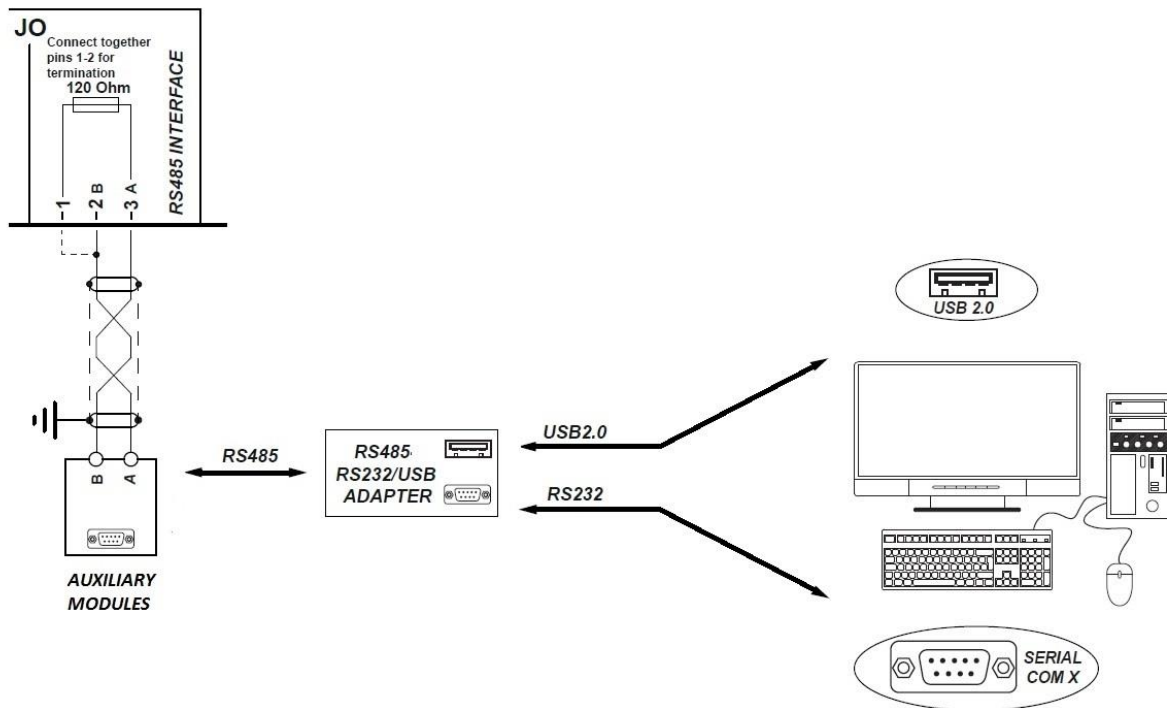 JO
Connect together
pins 1-2 for
termination
120 Ohm
RS485 INTERFACE
1
2 B
3 A
B
A
AUXILIARY
MODULES
RS485
RS485-
RS232/USB
ADAPTER
USB2.0
RS232
USB 2.0
SERIAL
COM X